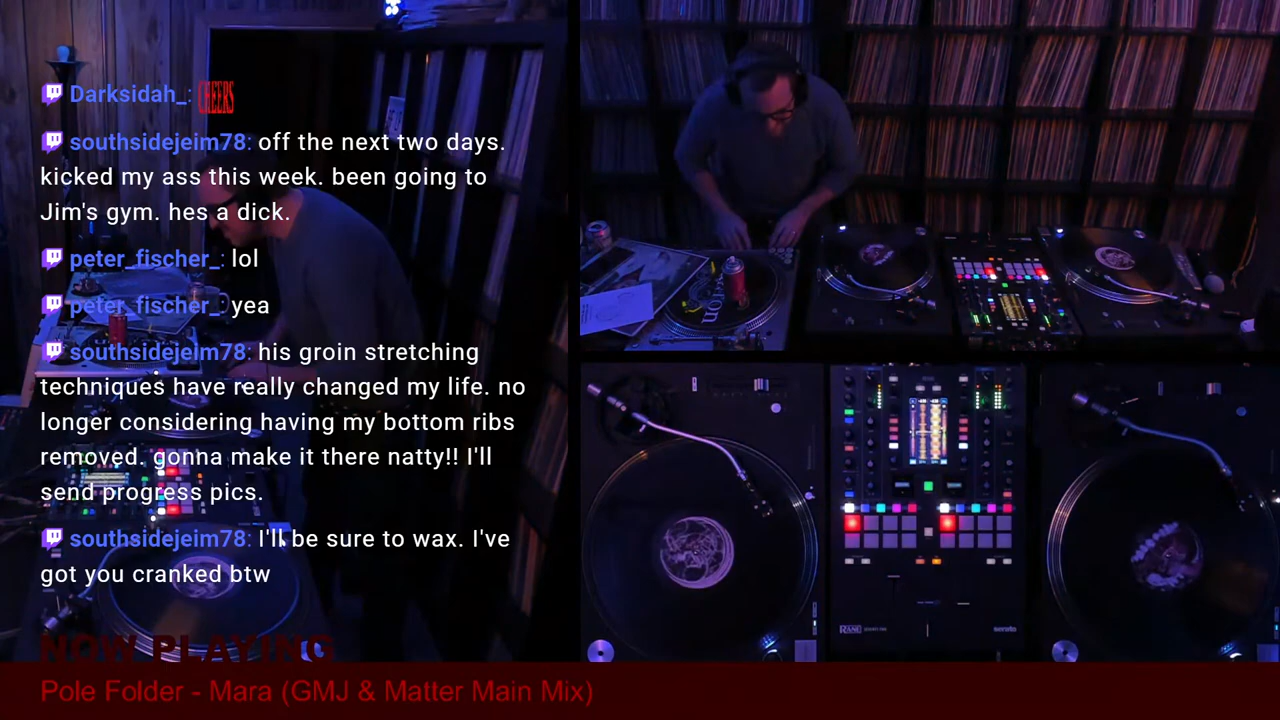 Darksidah_: CHEERS
southsidejeim78: off the next two days.
kicked my ass this week. been going to
Jim's gym. hes a dick.
peter_fischer_: lol
peter_fischer_: yea
southsidejeim78: his groin stretching
techniques have really changed my life. no
longer considering having my bottom ribs
removed. gonna make it there natty!! I'll
send progress pics.
southsidejeim78: I'll be sure to wax. I've
got you cranked btw
NOW PLAYING
Pole Folder - Mara (GMJ & Matter Main Mix)
RANE
serato